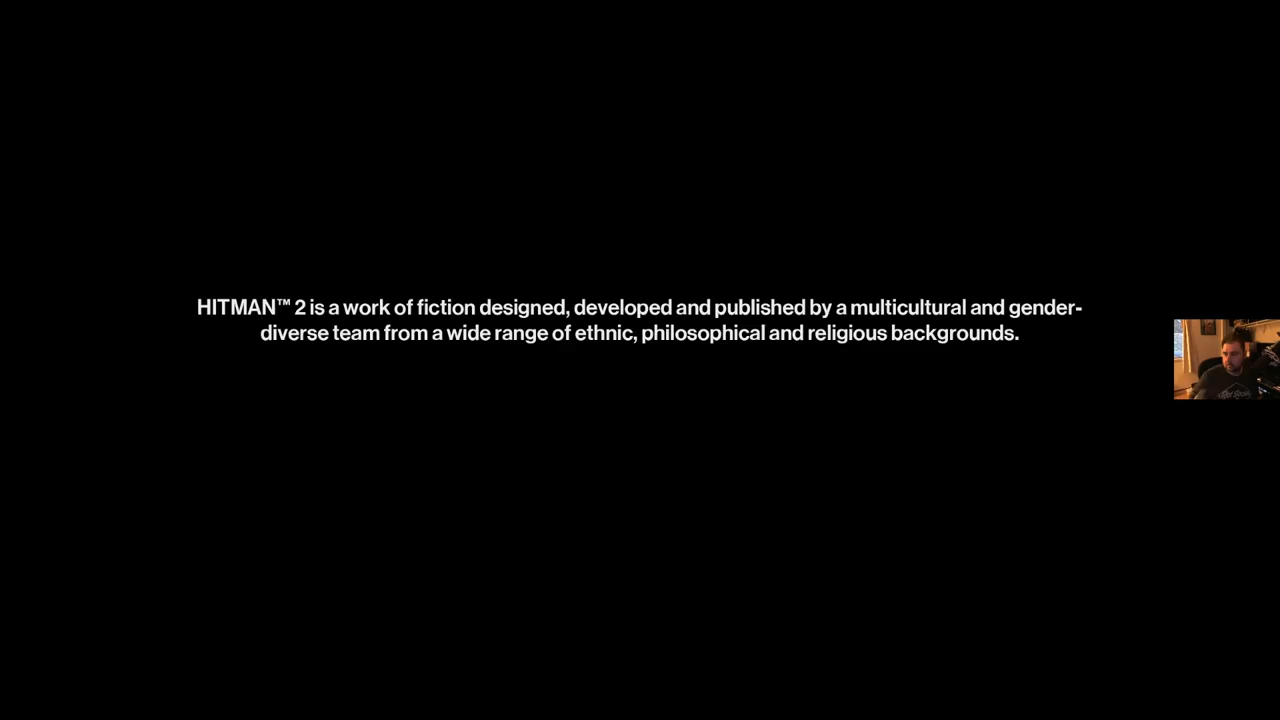 HITMAN™ 2 is a work of fiction designed, developed and published by a multicultural and gender-
diverse team from a wide range of ethnic, philosophical and religious backgrounds.